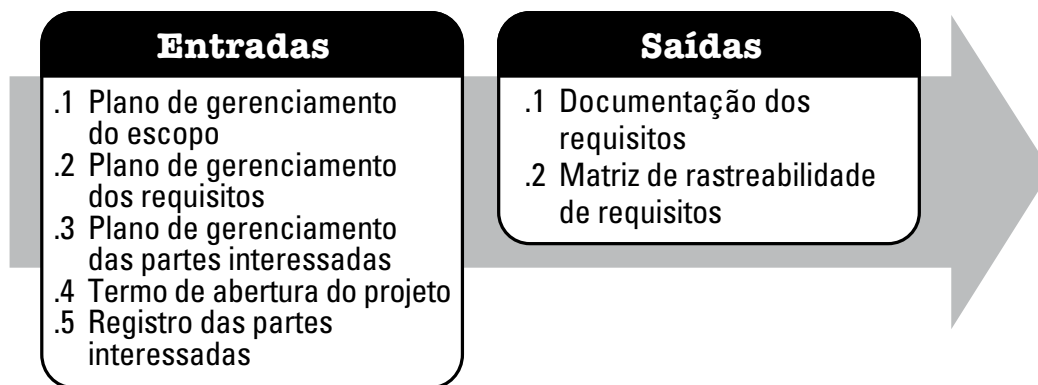 Entradas
.1 Plano de gerenciamento
do escopo
.2 Plano de gerenciamento
dos requisitos
.3 Plano de gerenciamento
das partes interessadas
.4 Termo de abertura do projeto
.5 Registro das partes
interessadas
Saídas
.1 Documentação dos
requisitos
.2 Matriz de rastreabilidade
de requisitos